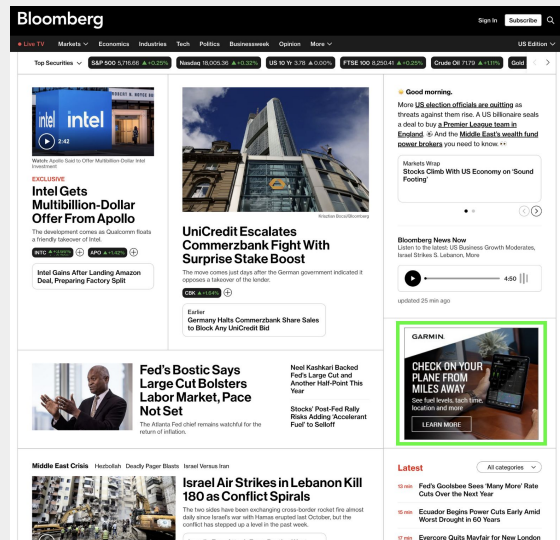 Bloomberg
Sign In
Subscribe
Live TV
Markets
Economics
Industries
Tech
Politics
Businessweek
Opinion
More
US Edition
Top Securities
S&P 500 5,716.66 ▲+0.25%
Nasdaq 18,005.36 ▲+0.32%
US 10 Yr 3.78 ▲0.00%
FTSE 100 8,250.41 ▲+0.25%
Crude Oil 71.79 ▲+1.11%
Gold
intel
intel
2:42
Watch: Apollo Said to Offer Multibillion-Dollar Intel
Investment
EXCLUSIVE
Intel Gets
Multibillion-Dollar
Offer From Apollo
The development comes as Qualcomm floats
a friendly takeover of Intel.
INTC
APO ▲+1.42%
Intel Gains After Landing Amazon
Deal, Preparing Factory Split
UniCredit Escalates
Commerzbank Fight With
Surprise Stake Boost
The move comes just days after the German government indicated it
opposes a takeover of the lender.
CBK ▲+1.64%
Earlier
Germany Halts Commerzbank Share Sales
to Block Any UniCredit Bid
Good morning.
More US election officials are quitting as
threats against them rise. A US billionaire seals
a deal to buy a Premier League team in
England. And the Middle East's wealth fund
power brokers you need to know.
Markets Wrap
Stocks Climb With US Economy on 'Sound
Footing'
Bloomberg News Now
Listen to the latest: US Business Growth Moderates,
Israel Strikes S. Lebanon, More
4:50
updated 25 min ago
GARMIN.
CHECK ON YOUR
PLANE FROM
MILES AWAY
See fuel levels, tach time,
location and more
LEARN MORE
Fed's Bostic Says
Large Cut Bolsters
Labor Market, Pace
Not Set
The Atlanta Fed chief remains watchful for the
return of inflation.
Neel Kashkari Backed
Fed's Large Cut and
Another Half-Point This
Year
Stocks' Post-Fed Rally
Risks Adding 'Accelerant
Fuel' to Selloff
Middle East Crisis
Hezbollah
Deadly Pager Blasts
Israel Versus Iran
Israel Air Strikes in Lebanon Kill
180 as Conflict Spirals
The two sides have been exchanging cross-border rocket fire almost
daily since Israel's war with Hamas erupted last October, but the
conflict has stepped up a level in the past week.
Latest
All categories
13 min
Fed's Goolsbee Sees 'Many More' Rate
Cuts Over the Next Year
15 min
Ecuador Begins Power Cuts Early Amid
Worst Drought in 60 Years
17 min
Evercore Quits Mayfair for New London